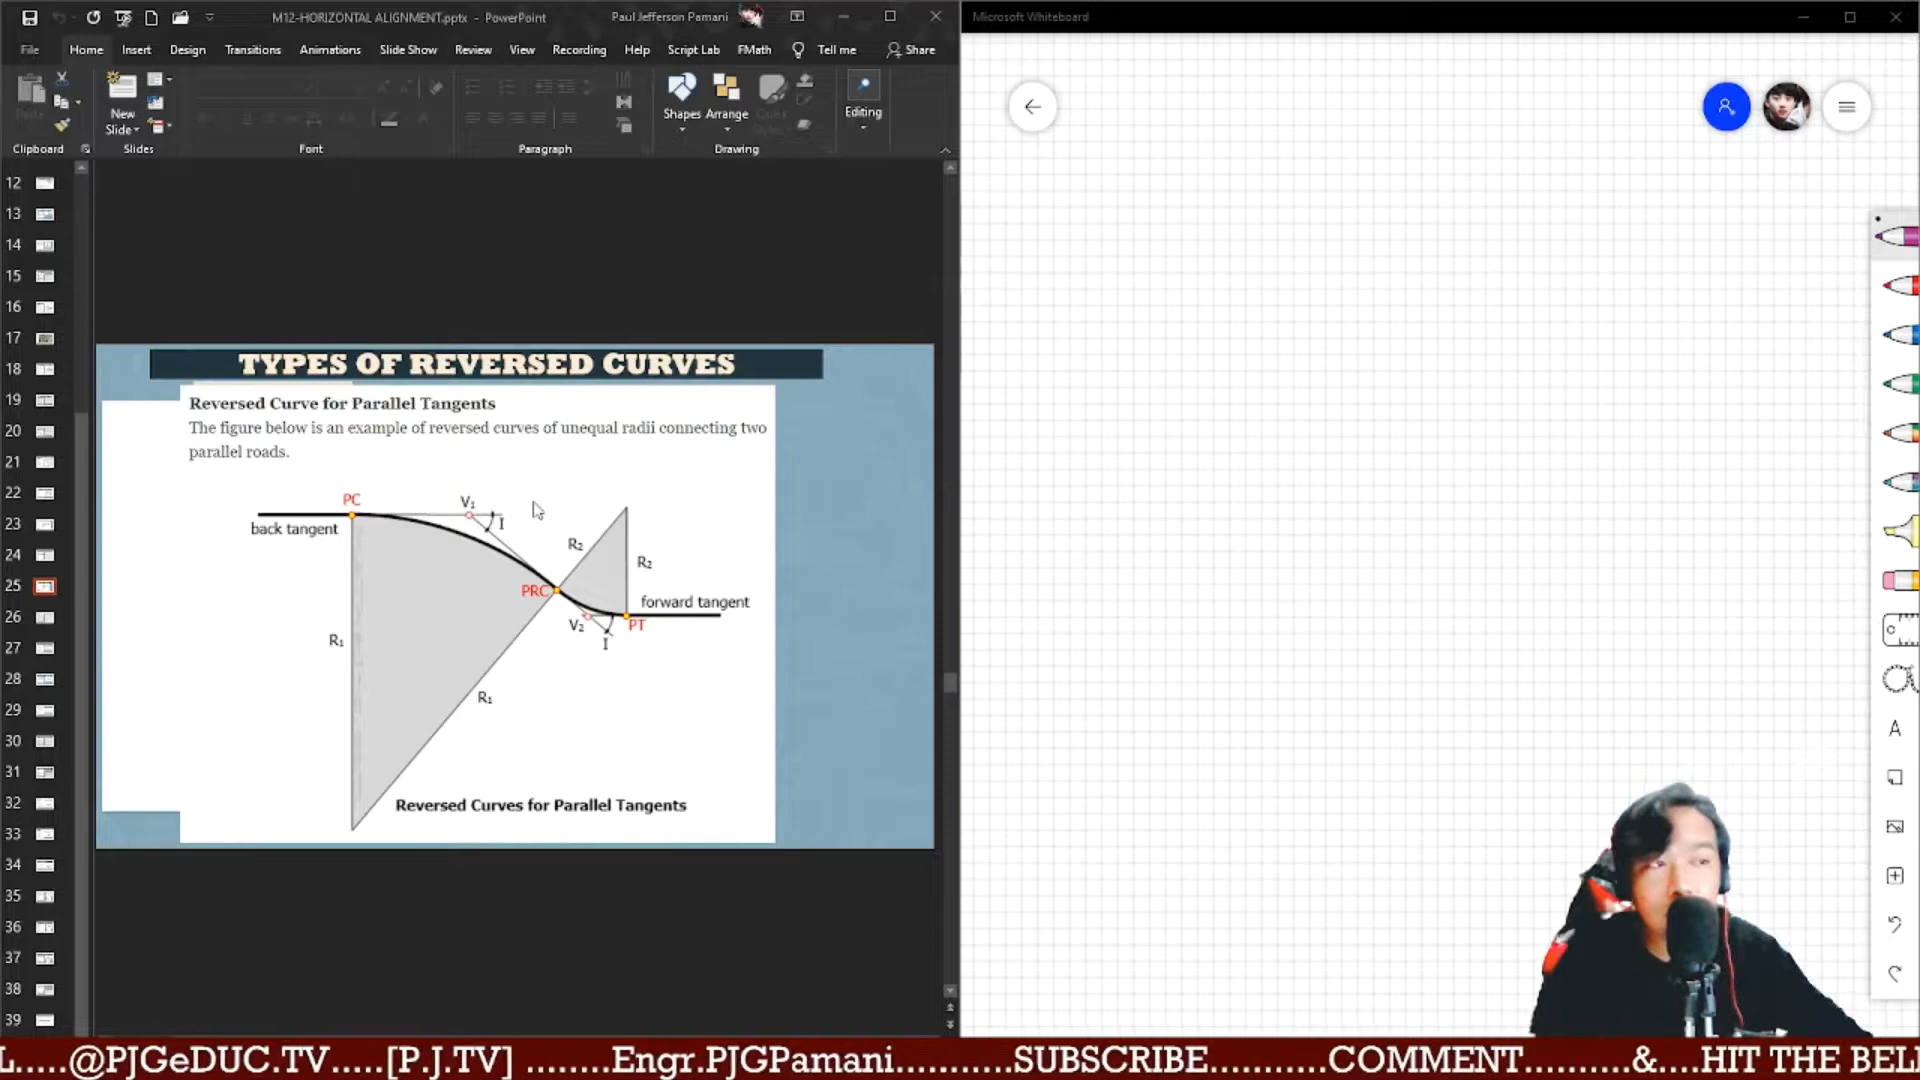 M12-HORIZONTAL ALIGNMENT.pptx - PowerPoint
Paul Jefferson Pamani
File Home Insert Design Transitions Animations Slide Show Review View Recording Help Script Lab FMath Tell me Share
New
Slide
Shapes
Arrange
Editing
Clipboard
Slides
Font
Paragraph
Drawing
12
13
14
15
16
17
18
19
20
21
22
23
24
25
26
27
28
29
30
31
32
33
34
35
36
37
38
39
TYPES OF REVERSED CURVES
Reversed Curve for Parallel Tangents
The figure below is an example of reversed curves of unequal radii connecting two
parallel roads.
PC
V₁
back tangent
I
R₂
R₂
PRC
forward tangent
V₂
PT
I
R₁
R₁
Reversed Curves for Parallel Tangents
Microsoft Whiteboard
A
L.....@PJGeDUC.TV.....[P.J.TV] ........Engr.PJGPamani...........SUBSCRIBE...........COMMENT..........&....HIT THE BELL